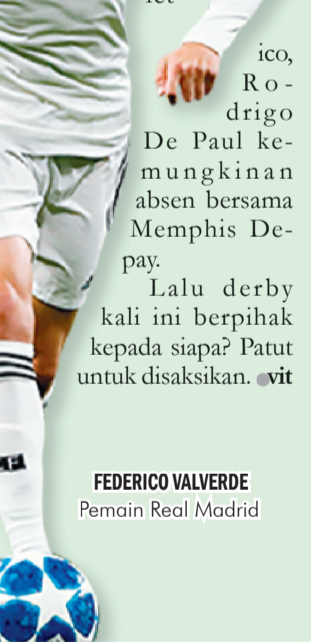 ico,
Ro-
drigo
De Paul ke-
mungkinan
absen bersama
Memphis De-
pay.
Lalu derby
kali ini berpihak
kepada siapa? Patut
untuk disaksikan. ●vit
FEDERICO VALVERDE
Pemain Real Madrid